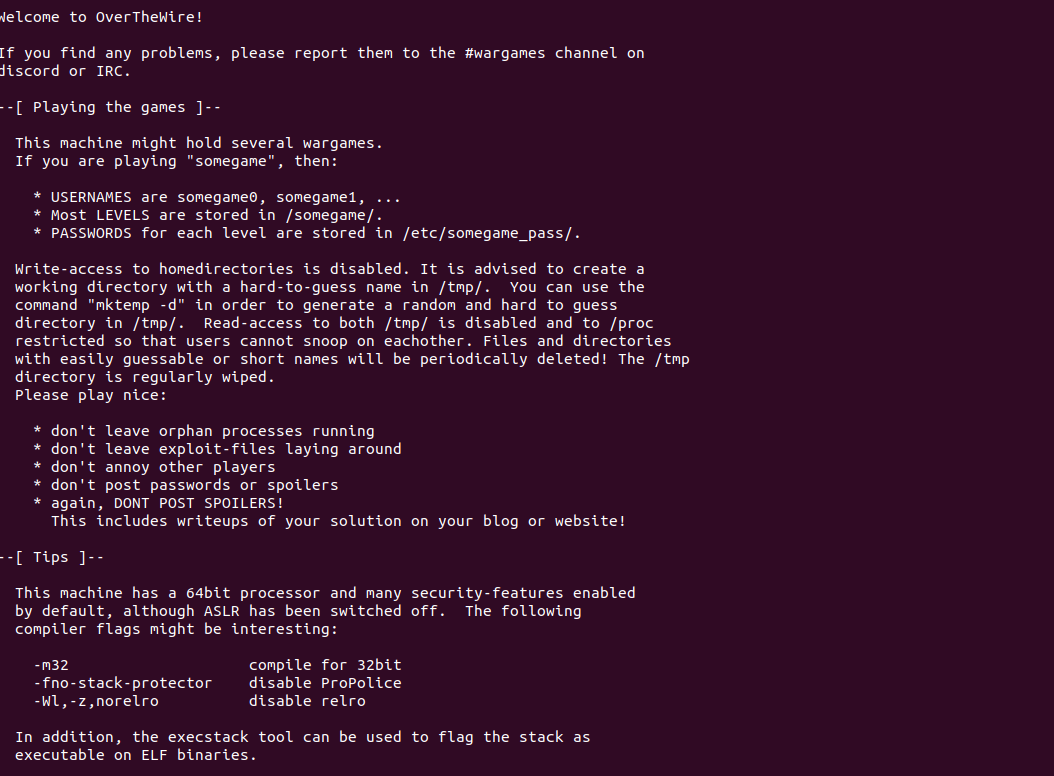 Welcome to OverTheWire!
If you find any problems, please report them to the #wargames channel on
discord or IRC.
--[ Playing the games ]--
This machine might hold several wargames.
If you are playing "somegame", then:
* USERNAMES are somegame0, somegame1, ...
* Most LEVELS are stored in /somegame/.
* PASSWORDS for each level are stored in /etc/somegame_pass/.
Write-access to homedirectories is disabled. It is advised to create a
working directory with a hard-to-guess name in /tmp/.  You can use the
command "mktemp -d" in order to generate a random and hard to guess
directory in /tmp/.  Read-access to both /tmp/ is disabled and to /proc
restricted so that users cannot snoop on eachother. Files and directories
with easily guessable or short names will be periodically deleted! The /tmp
directory is regularly wiped.
Please play nice:
* don't leave orphan processes running
* don't leave exploit-files laying around
* don't annoy other players
* don't post passwords or spoilers
* again, DONT POST SPOILERS!
This includes writeups of your solution on your blog or website!
--[ Tips ]--
This machine has a 64bit processor and many security-features enabled
by default, although ASLR has been switched off.  The following
compiler flags might be interesting:
-m32                    compile for 32bit
-fno-stack-protector    disable ProPolice
-Wl,-z,norelro          disable relro
In addition, the execstack tool can be used to flag the stack as
executable on ELF binaries.